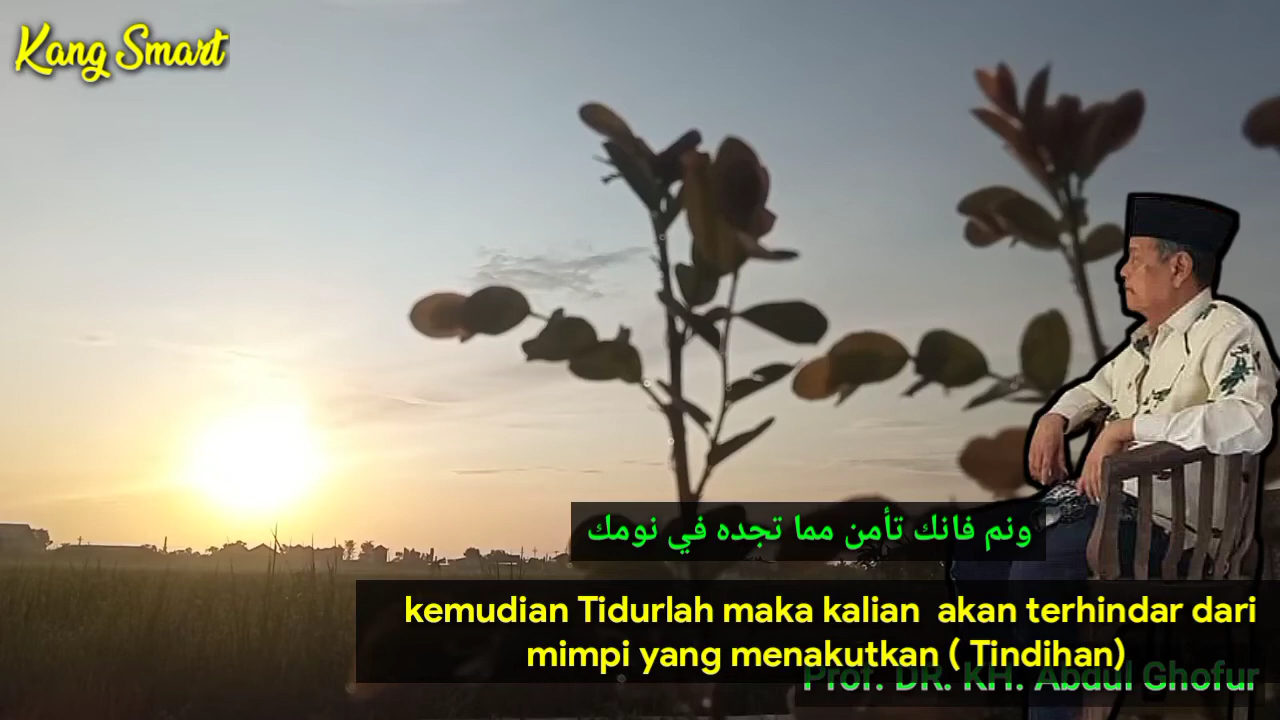 Kang Smart
ونم فانك تأمن مما تجده في نومك
kemudian Tidurlah maka kalian akan terhindar dari
mimpi yang menakutkan ( Tindihan)
Prof. DR. KH. Abdul Ghofur